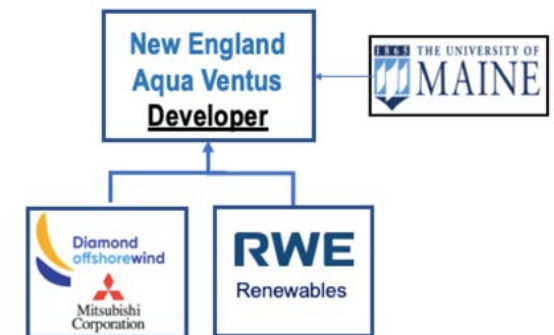 New England
Aqua Ventus
Developer
1865 THE UNIVERSITY OF
MAINE
Diamond
offshorewind
Mitsubishi
Corporation
RWE
Renewables